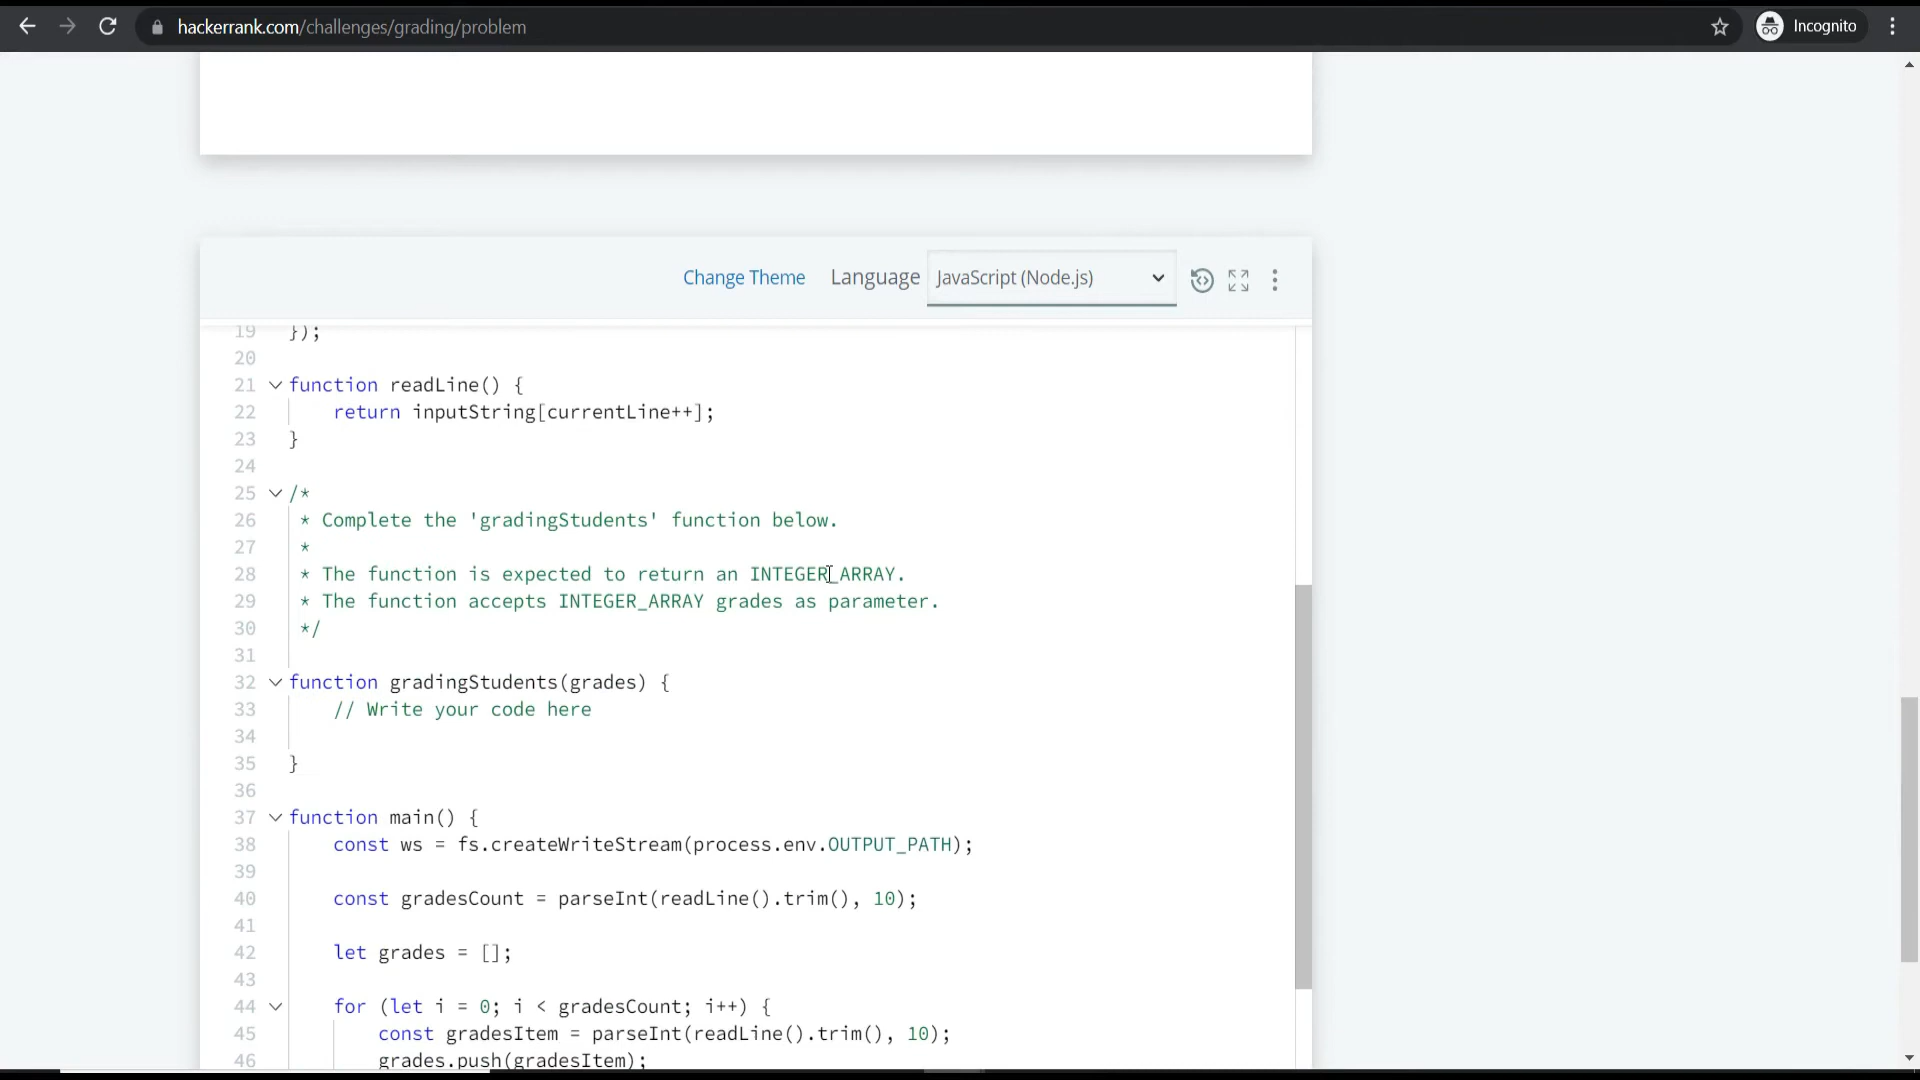 hackerrank.com/challenges/grading/problem
Incognito
Change Theme Language JavaScript (Node.js)
19 });
20
21 function readLine() {
22 return inputString[currentLine++];
23 }
24
25 /*
26 * Complete the 'gradingStudents' function below.
27 *
28 * The function is expected to return an INTEGER_ARRAY.
29 * The function accepts INTEGER_ARRAY grades as parameter.
30 */
31
32 function gradingStudents(grades) {
33 // Write your code here
34
35 }
36
37 function main() {
38 const ws = fs.createWriteStream(process.env.OUTPUT_PATH);
39
40 const gradesCount = parseInt(readLine().trim(), 10);
41
42 let grades = [];
43
44 for (let i = 0; i < gradesCount; i++) {
45 const gradesItem = parseInt(readLine().trim(), 10);
46 grades.push(gradesItem);